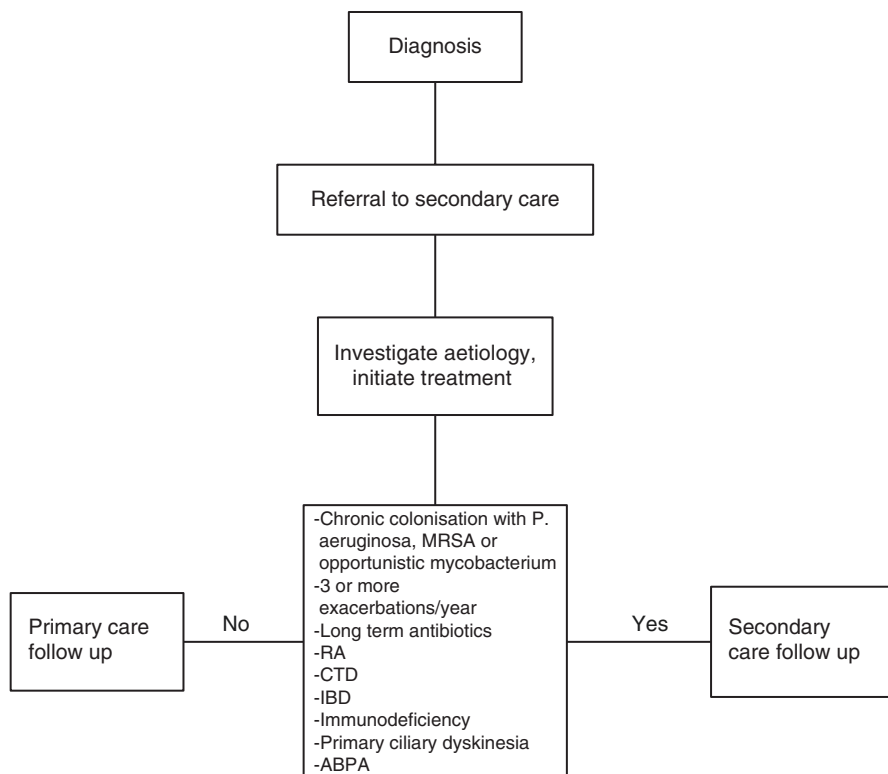 Diagnosis
Referral to secondary care
Investigate aetiology,
initiate treatment
-Chronic colonisation with P.
aeruginosa, MRSA or
opportunistic mycobacterium
-3 or more
exacerbations/year
-Long term antibiotics
-RA
-CTD
-IBD
-Immunodeficiency
-Primary ciliary dyskinesia
-ABPA
No
Primary care
follow up
Yes
Secondary
care follow up